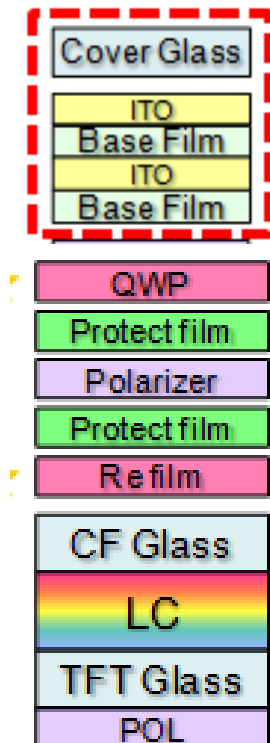 Cover Glass
ITO
Base Film
ITO
Base Film
QWP
Protect film
Polarizer
Protect film
Re film
CF Glass
LC
TFT Glass
POL